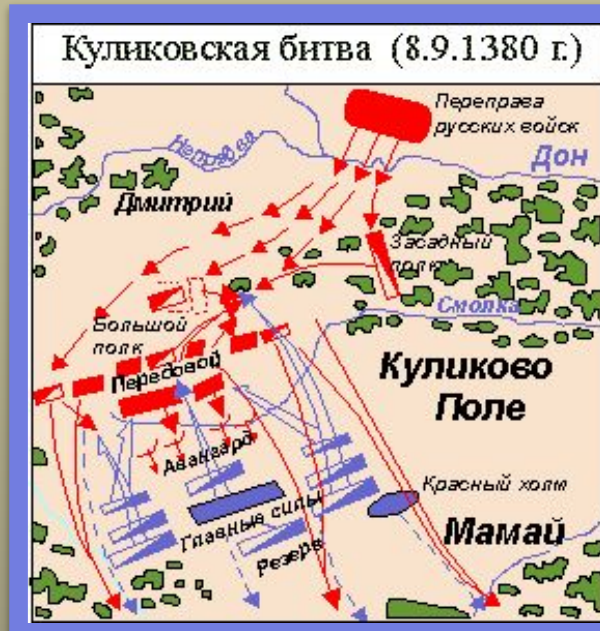 Куликовская битва (8.9.1380 г.)
Переправа
русских войск
Непрядва
Дон
Дмитрий
Засадный
полк
Смолка
Большой
полк
Передовой
Куликово
Поле
Авангард
Главные силы
Красный холм
Резерв
Мамай